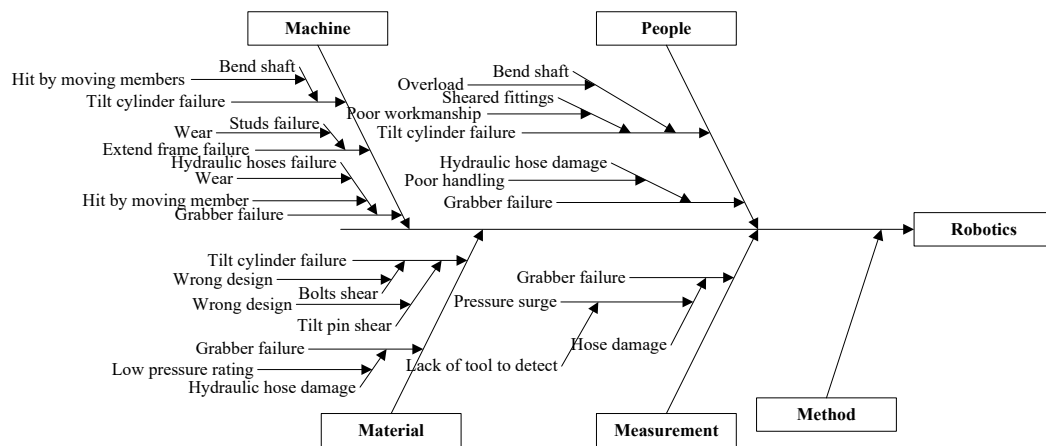 Machine
People
Bend shaft
Hit by moving members
Tilt cylinder failure
Studs failure
Wear
Extend frame failure
Hydraulic hoses failure
Wear
Hit by moving member
Grabber failure
Bend shaft
Overload
Sheared fittings
Poor workmanship
Tilt cylinder failure
Hydraulic hose damage
Poor handling
Grabber failure
Robotics
Tilt cylinder failure
Wrong design
Bolts shear
Wrong design
Tilt pin shear
Grabber failure
Low pressure rating
Hydraulic hose damage
Grabber failure
Pressure surge
Hose damage
Lack of tool to detect
Material
Measurement
Method